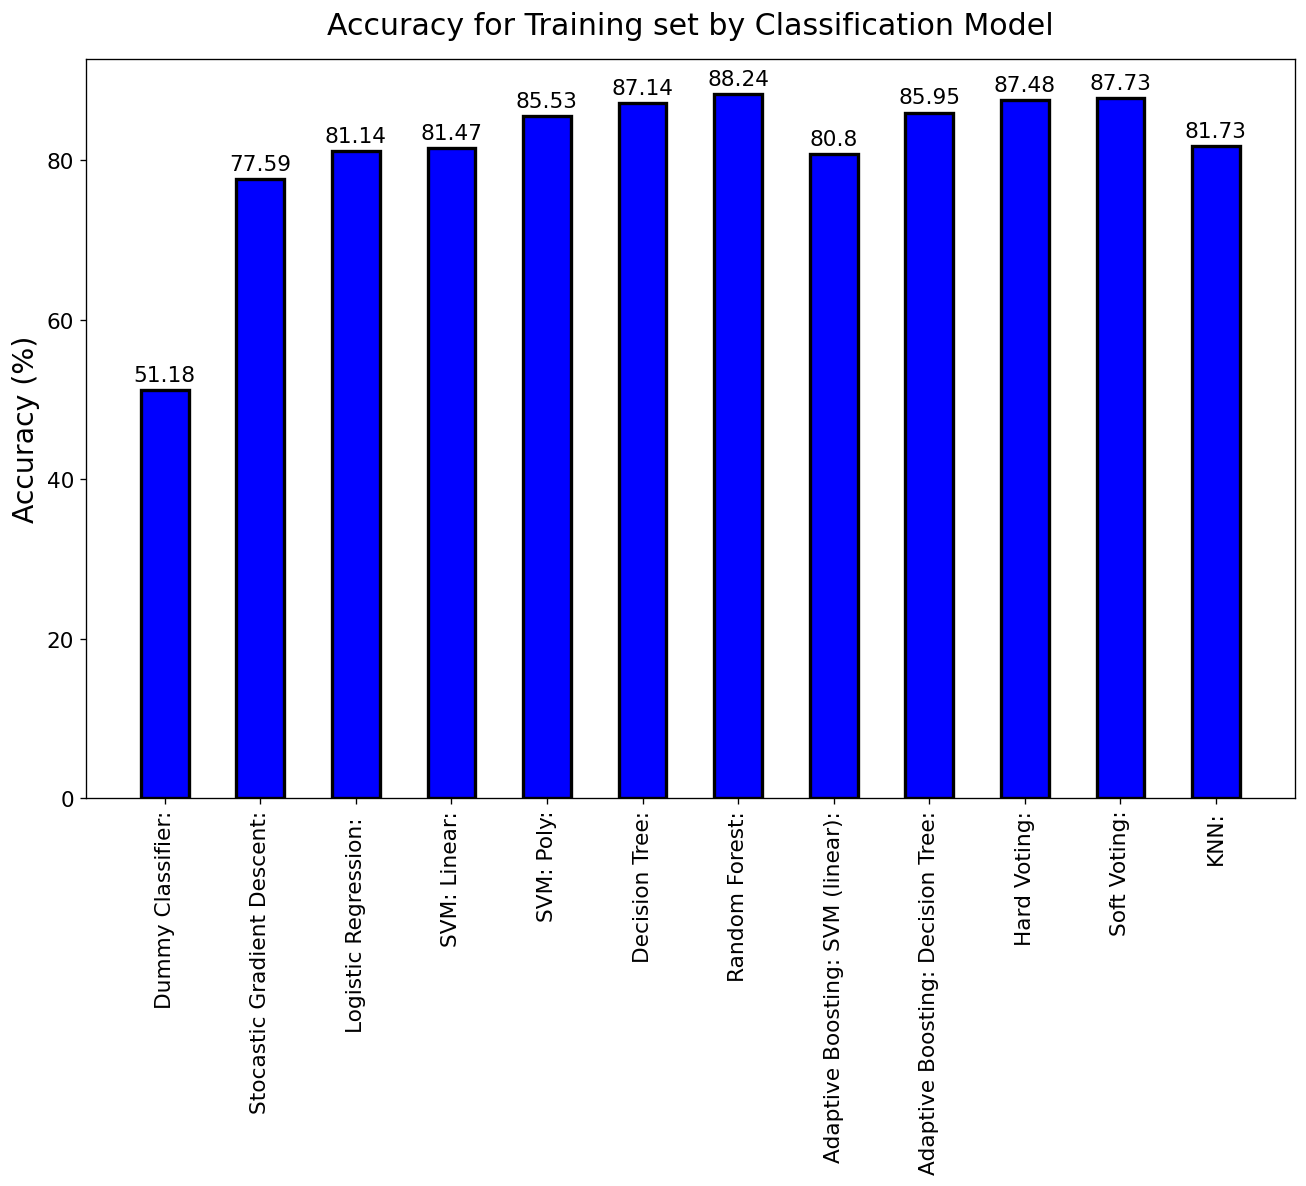 Accuracy for Training set by Classification Model
Accuracy (%)
80
60
40
20
0
51.18
77.59
81.14
81.47
85.53
87.14
88.24
80.8
85.95
87.48
87.73
81.73
Dummy Classifier:
Stocastic Gradient Descent:
Logistic Regression:
SVM: Linear:
SVM: Poly:
Decision Tree:
Random Forest:
Adaptive Boosting: SVM (linear):
Adaptive Boosting: Decision Tree:
Hard Voting:
Soft Voting:
KNN: